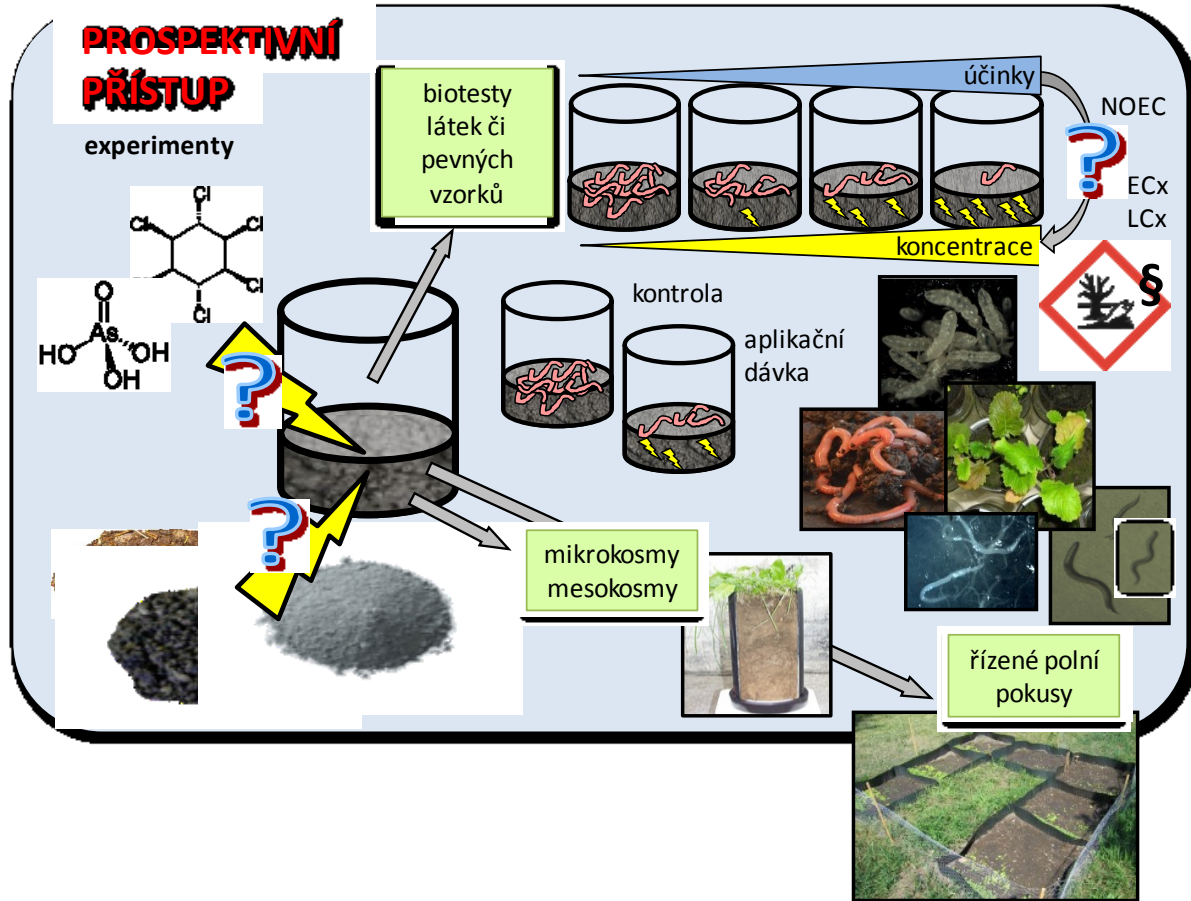 PROSPEKTIVNÍ
PŘÍSTUP
experimenty
biotesty
látek či
pevných
vzorků
účinky
NOEC
?
ECx
LCx
koncentrace
§
kontrola
aplikační
dávka
Cl
Cl
Cl
Cl
Cl
Cl
O
As
HO
OH
OH
?
?
mikrokosmy
mesokosmy
řízené polní
pokusy